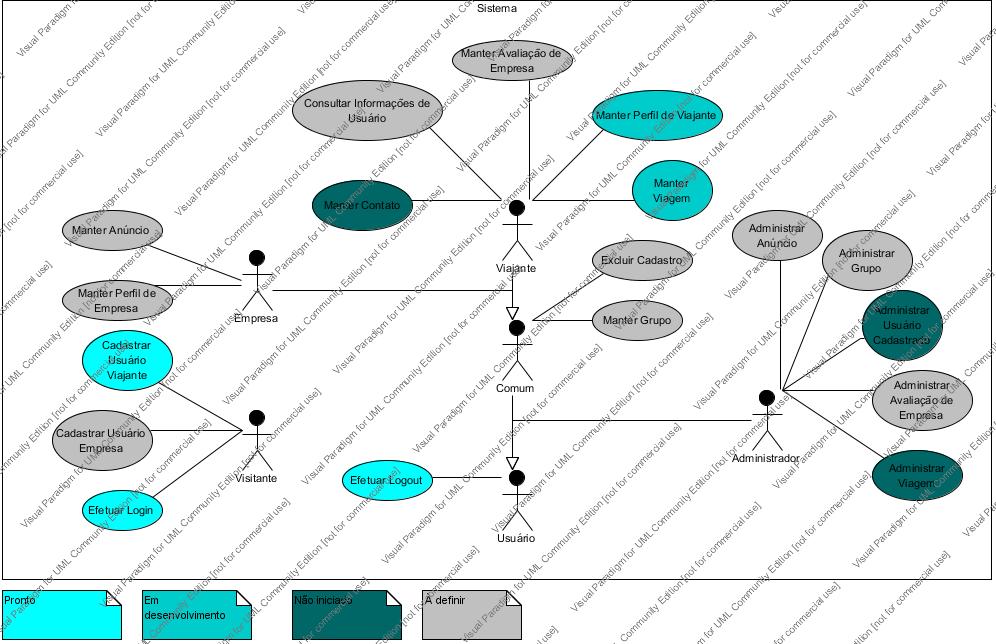 Sistema
Manter Avaliação de
Empresa
Consultar Informações de
Usuário
Manter Perfil de Viajante
Manter Contato
Manter
Viagem
Viajante
Manter Anúncio
Manter Perfil de
Empresa
Empresa
Excluir Cadastro
Manter Grupo
Comum
Administrar
Anúncio
Administrar
Grupo
Administrar
Usuário
Cadastrado
Administrar
Avaliação de
Empresa
Administrar
Viagem
Administrador
Cadastrar
Usuário
Viajante
Cadastrar Usuário
Empresa
Efetuar Login
Visitante
Efetuar Logout
Usuário
Pronto
Em
desenvolvimento
Não iniciado
A definir
Visual Paradigm for UML Community Edition [not for commercial use]